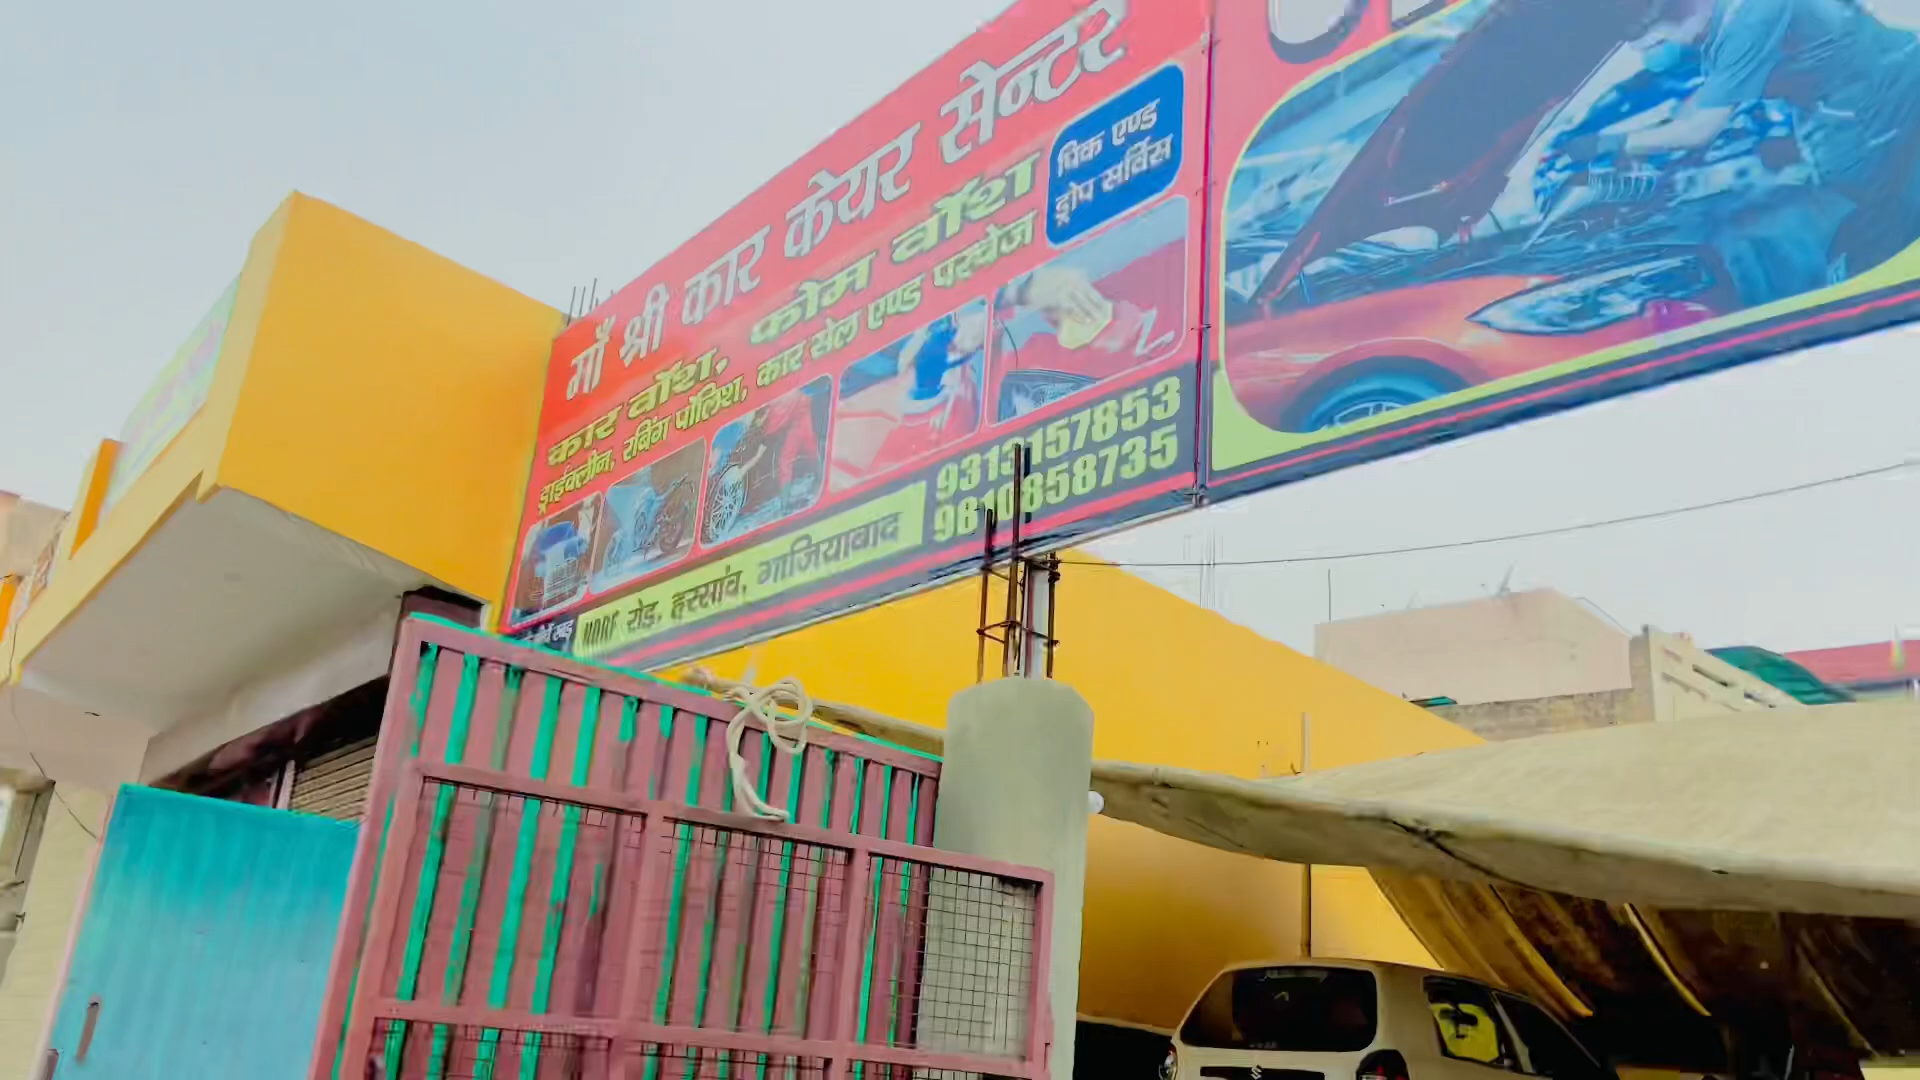 माँ श्री कार केयर सेन्टर
कार वॉश, फोम वॉश
ड्राईक्लीन, रबिंग पॉलिश, कार सेल एण्ड परचेज
पिक एण्ड
ड्रोप सर्विस
9313157853
9810858735
NDRF रोड, हरसांव, गाजियाबाद